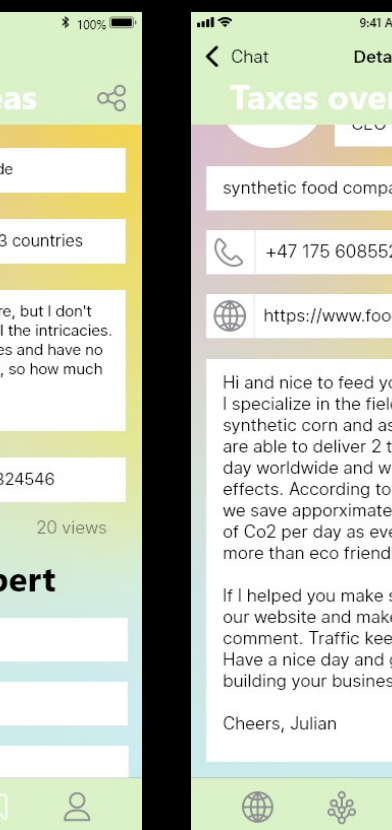 100%
eas
de
3 countries
re, but I don't
l the intricacies.
es and have no
, so how much
324546
20 views
pert
9:41 A
Chat
Deta
Taxes over
CEO
synthetic food compa
+47 175 608552
https://www.foo
Hi and nice to feed yo
I specialize in the field
synthetic corn and as
are able to deliver 2 t
day worldwide and w
effects. According to
we save apporximate
of Co2 per day as eve
more than eco friend
If I helped you make s
our website and make
comment. Traffic kee
Have a nice day and g
building your busines
Cheers, Julian